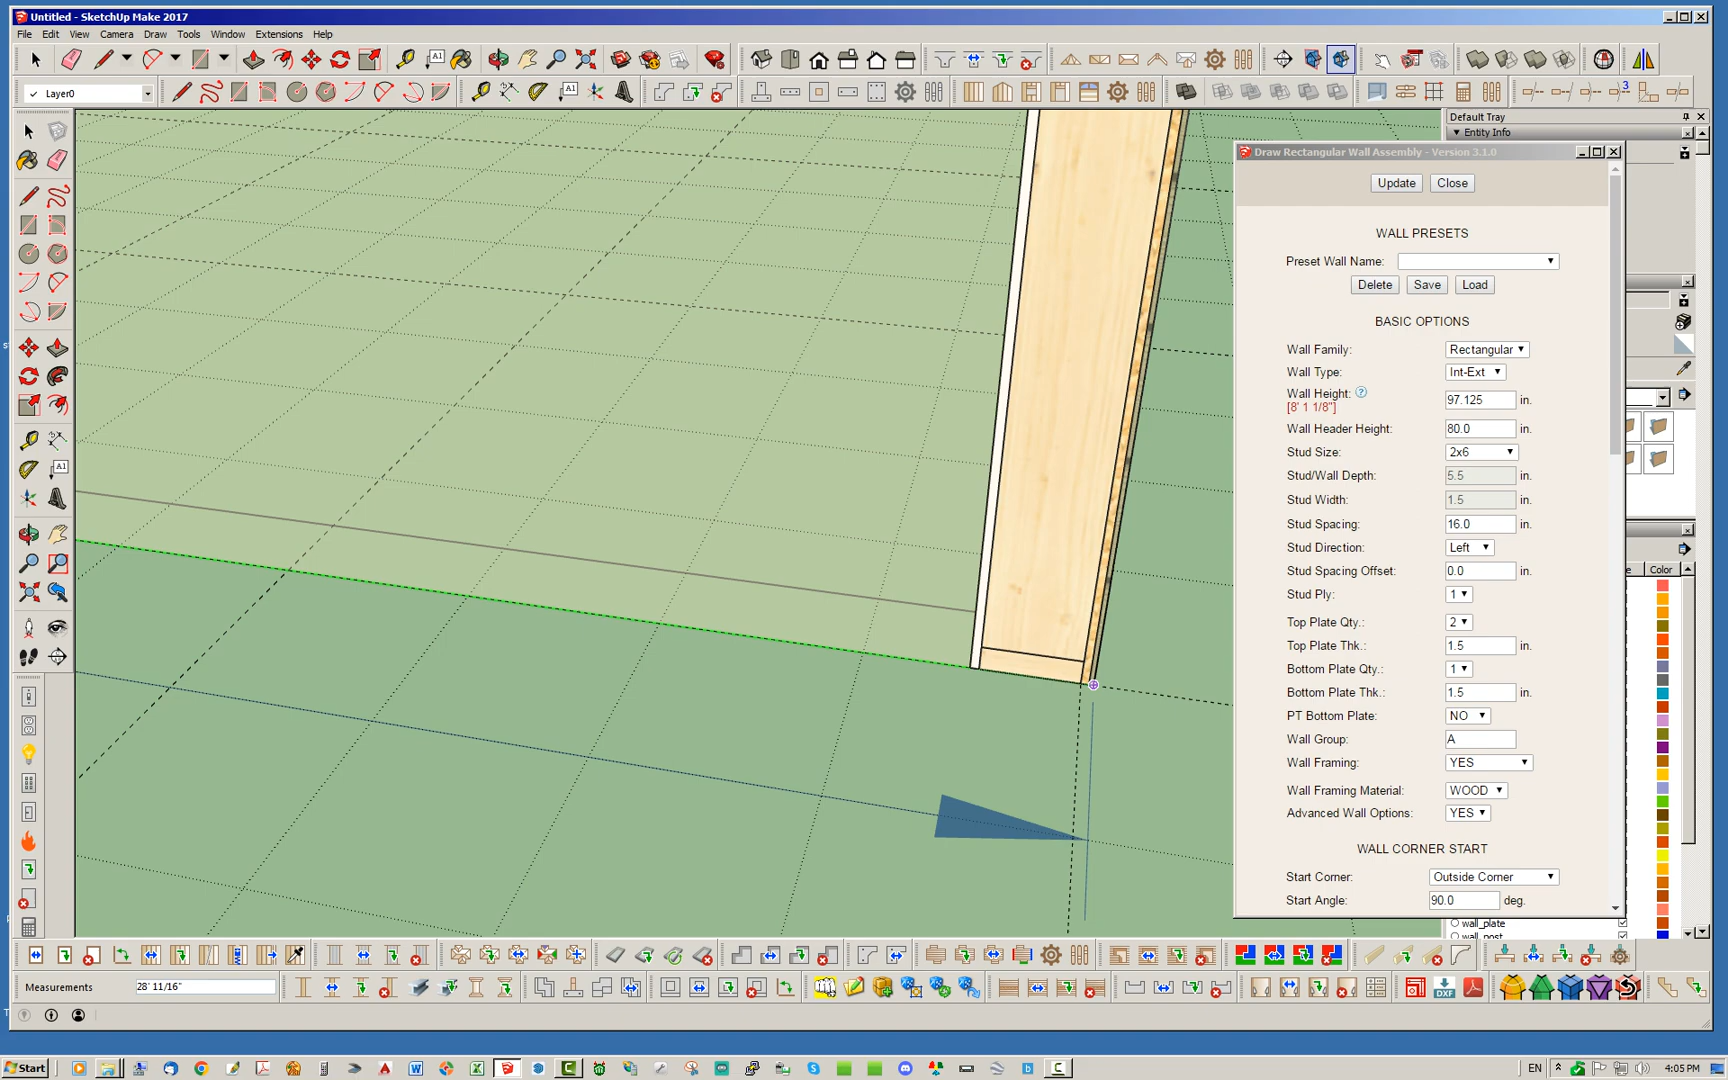 Untitled - SketchUp Make 2017
File Edit View Camera Draw Tools Window Extensions Help
Layer0
Default Tray
Entity Info
Draw Rectangular Wall Assembly - Version 3.1.0
Update Close
WALL PRESETS
Preset Wall Name:
Delete Save Load
BASIC OPTIONS
Wall Family: Rectangular
Wall Type: Int-Ext
Wall Height: 97.125 in.
[8' 1 1/8"]
Wall Header Height: 80.0 in.
Stud Size: 2x6
Stud/Wall Depth: 5.5 in.
Stud Width: 1.5 in.
Stud Spacing: 16.0 in.
Stud Direction: Left
Stud Spacing Offset: 0.0 in.
Stud Ply: 1
Top Plate Qty.: 2
Top Plate Thk.: 1.5 in.
Bottom Plate Qty.: 1
Bottom Plate Thk.: 1.5 in.
PT Bottom Plate: NO
Wall Group: A
Wall Framing: YES
Wall Framing Material: WOOD
Advanced Wall Options: YES
WALL CORNER START
Start Corner: Outside Corner
Start Angle: 90.0 deg.
Color
wall_plate
wall_post
Measurements 28' 11/16"
Start
EN
4:05 PM